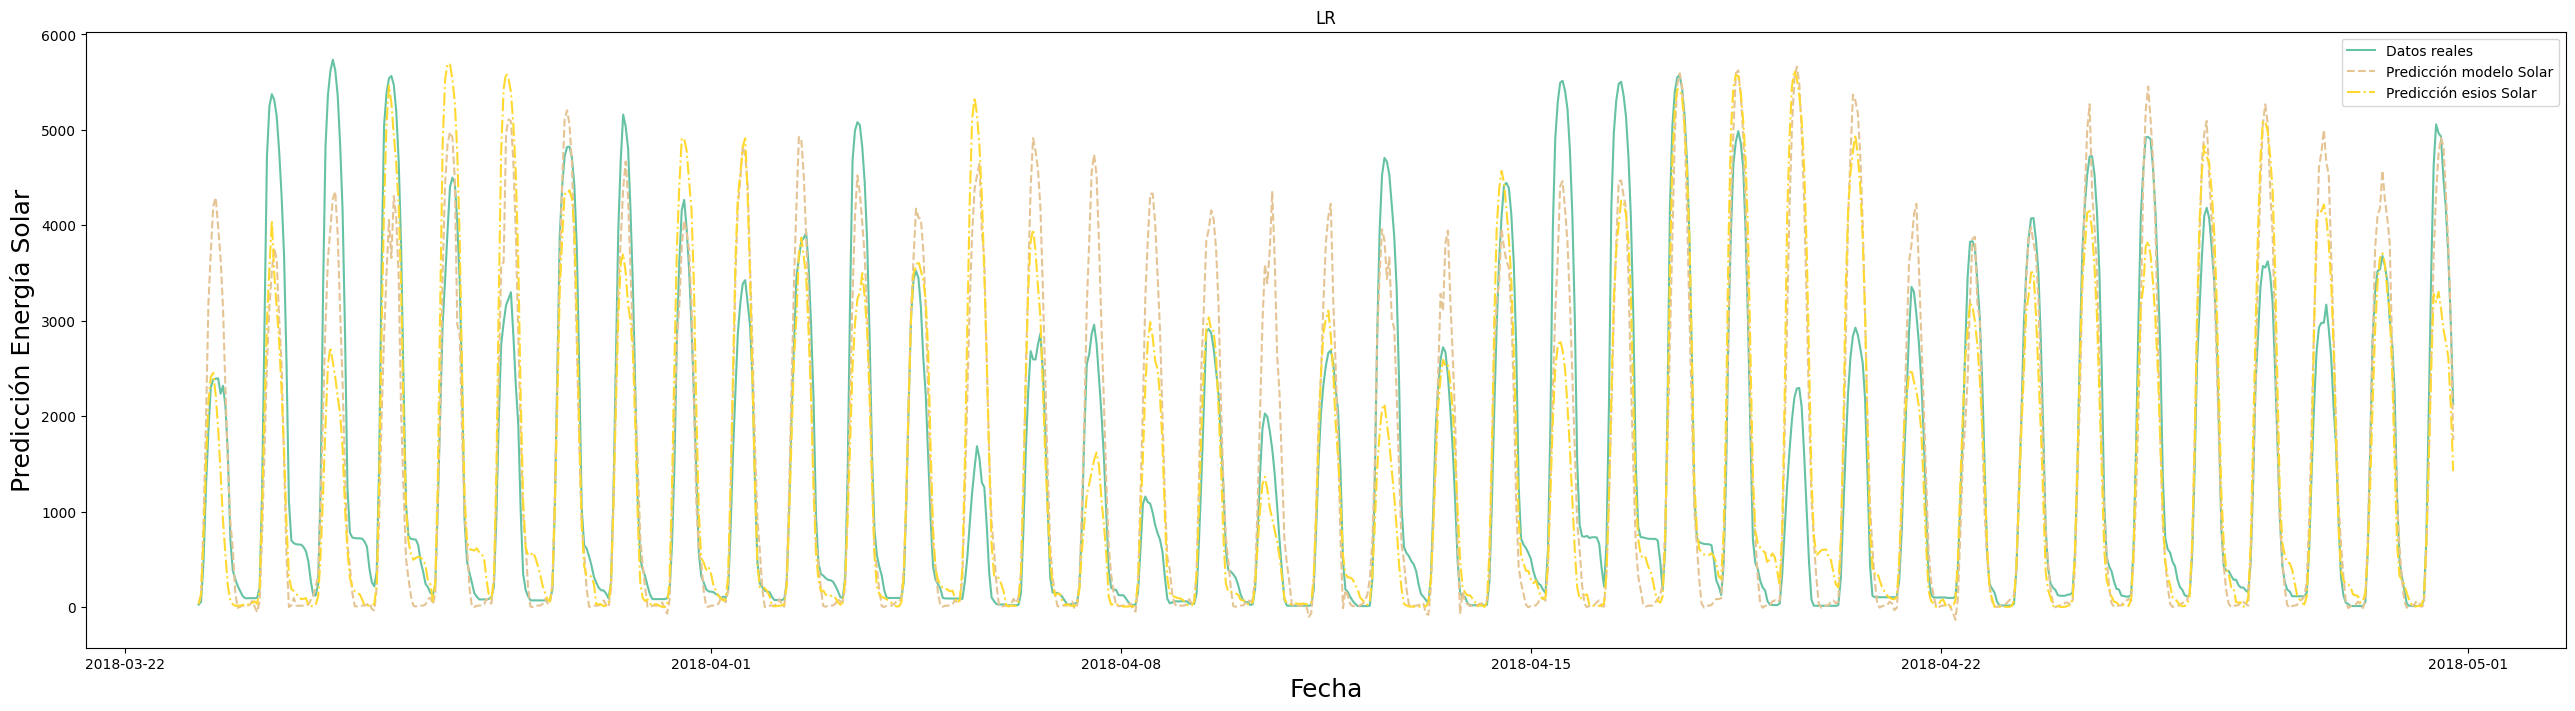 LR
Datos reales
Predicción modelo Solar
Predicción esios Solar
Predicción Energía Solar
6000
5000
4000
3000
2000
1000
0
2018-03-22
2018-04-01
2018-04-08
2018-04-15
2018-04-22
2018-05-01
Fecha